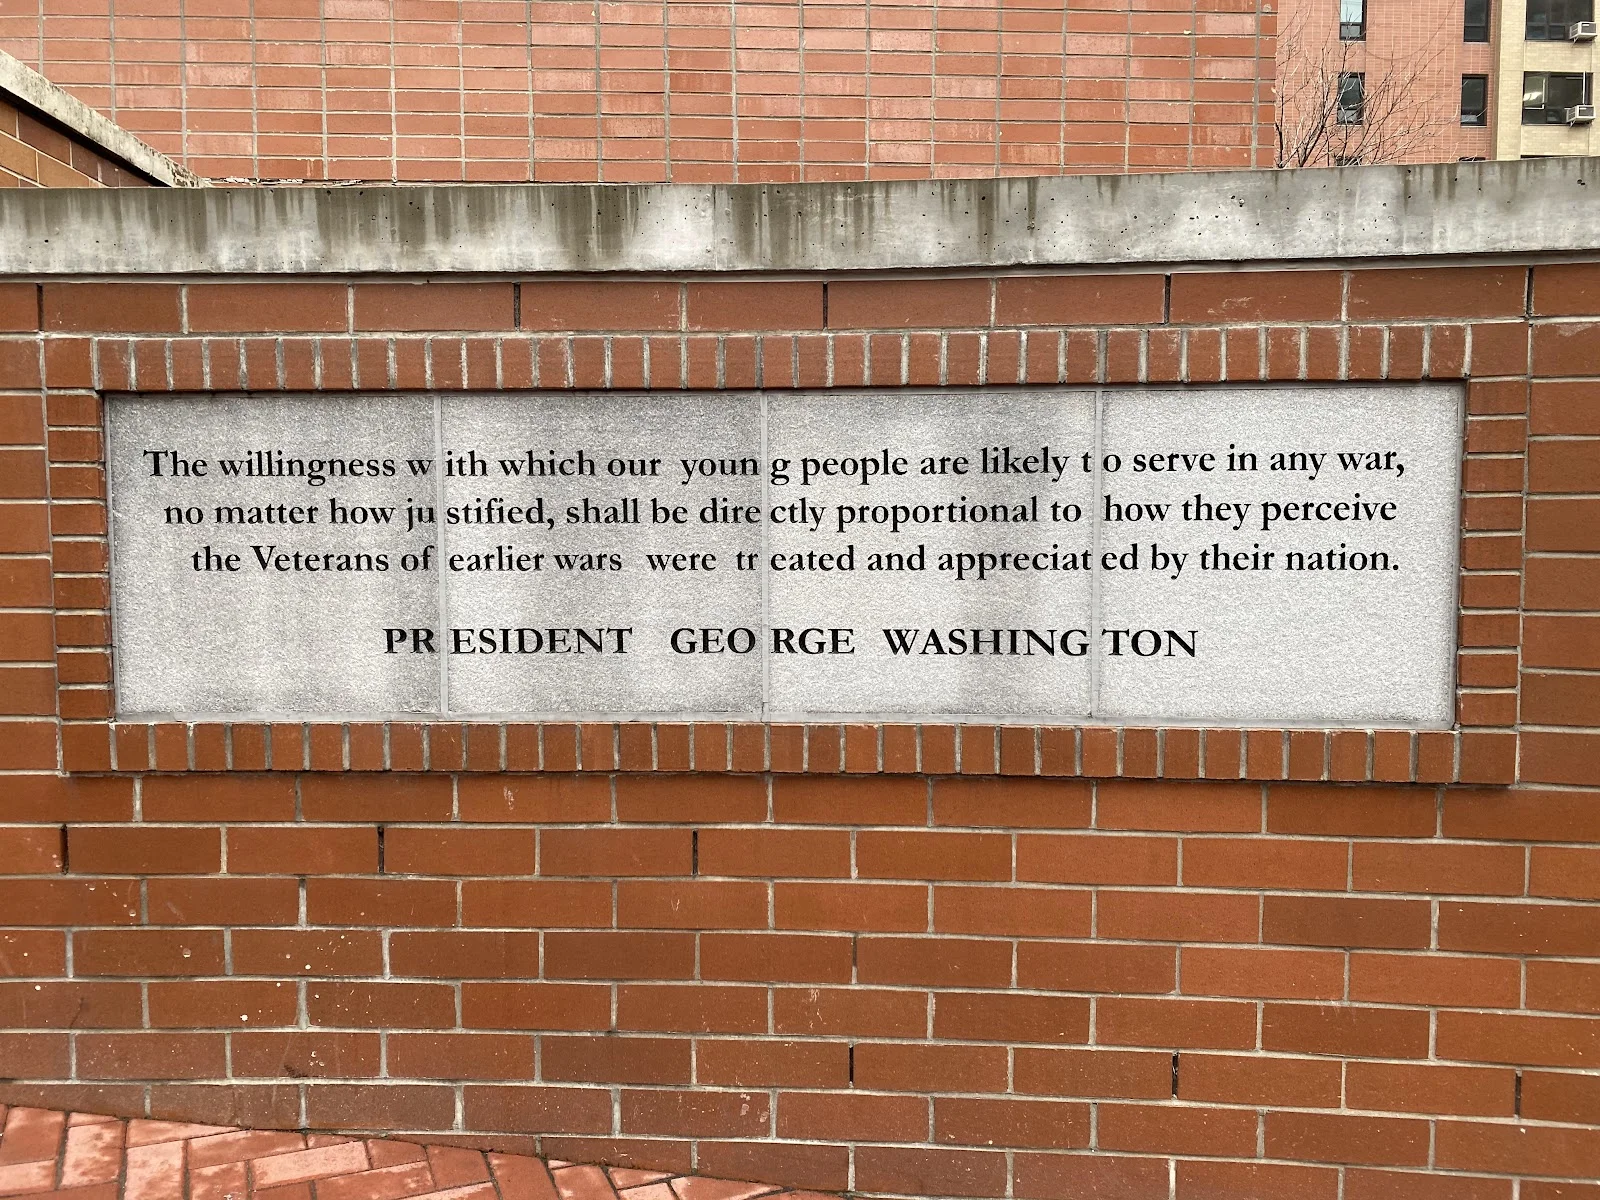 The willingness with which our young people are likely to serve in any war,
no matter how justified, shall be directly proportional to how they perceive
the Veterans of earlier wars were treated and appreciated by their nation.
PRESIDENT GEORGE WASHINGTON